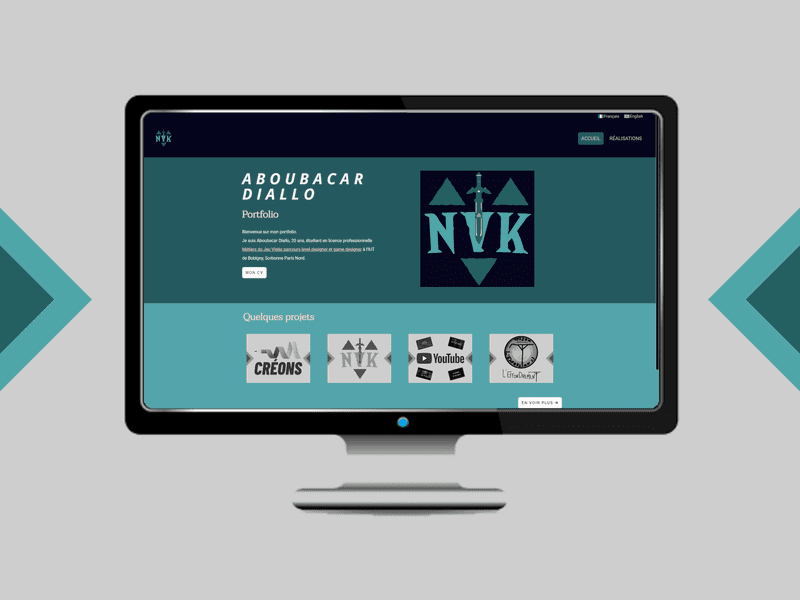 Français English
NVK
ACCUEIL RÉALISATIONS
ABOUBACAR
DIALLO
Portfolio
Bienvenue sur mon portfolio.
Je suis Aboubacar Diallo, 20 ans, étudiant en licence professionnelle
Métiers du Jeu Vidéo parcours level designer et game designer à l'IUT
de Bobigny, Sorbonne Paris Nord.
MON CV
NVK
Quelques projets
CRÉONS
NVK
YouTube
L'EFFONDREMENT
EN VOIR PLUS →